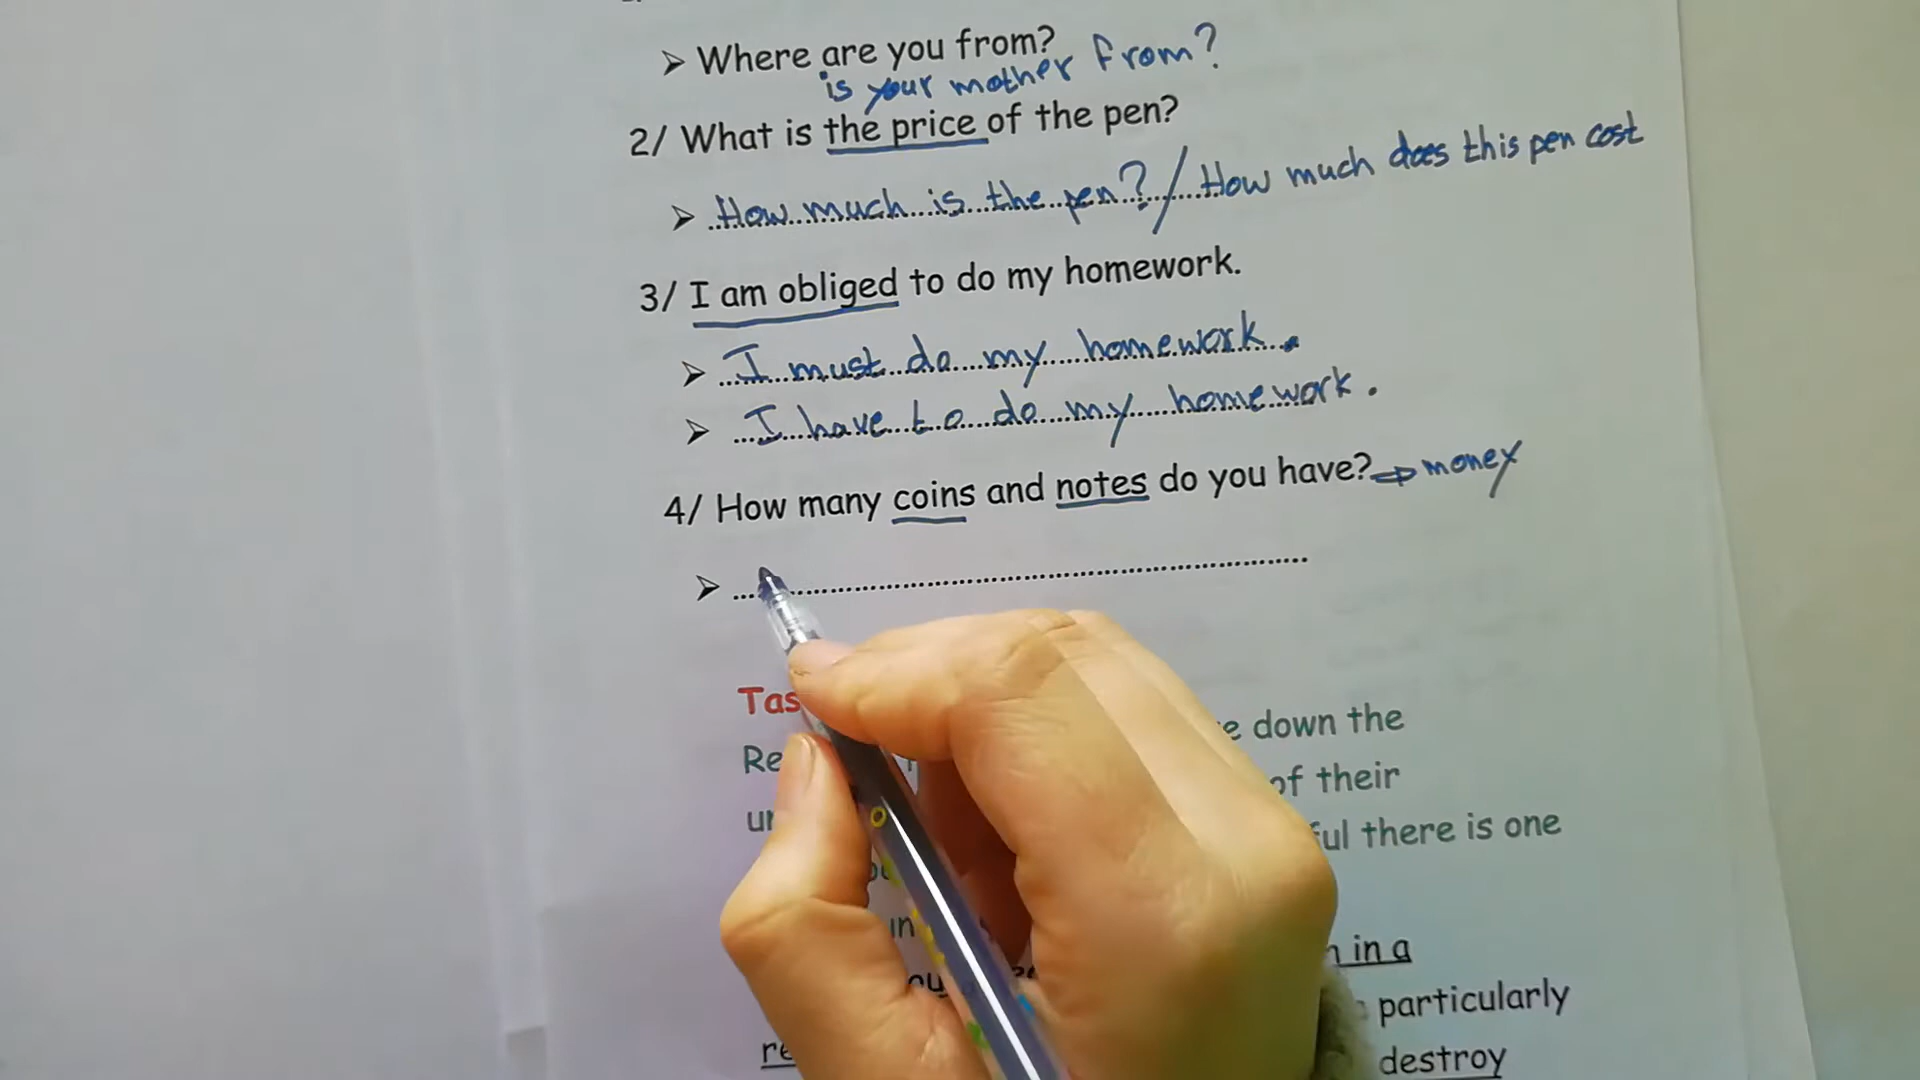 ➤ Where are you from?
is your mother from?
2/ What is the price of the pen?
➤ How much is the pen? / How much does this pen cost
3/ I am obliged to do my homework.
➤ I must do my homework.
➤ I have to do my homework.
4/ How many coins and notes do you have? ⇒ money
➤ ..............................
down the
of their
there is one
in
in a
particularly
destroy